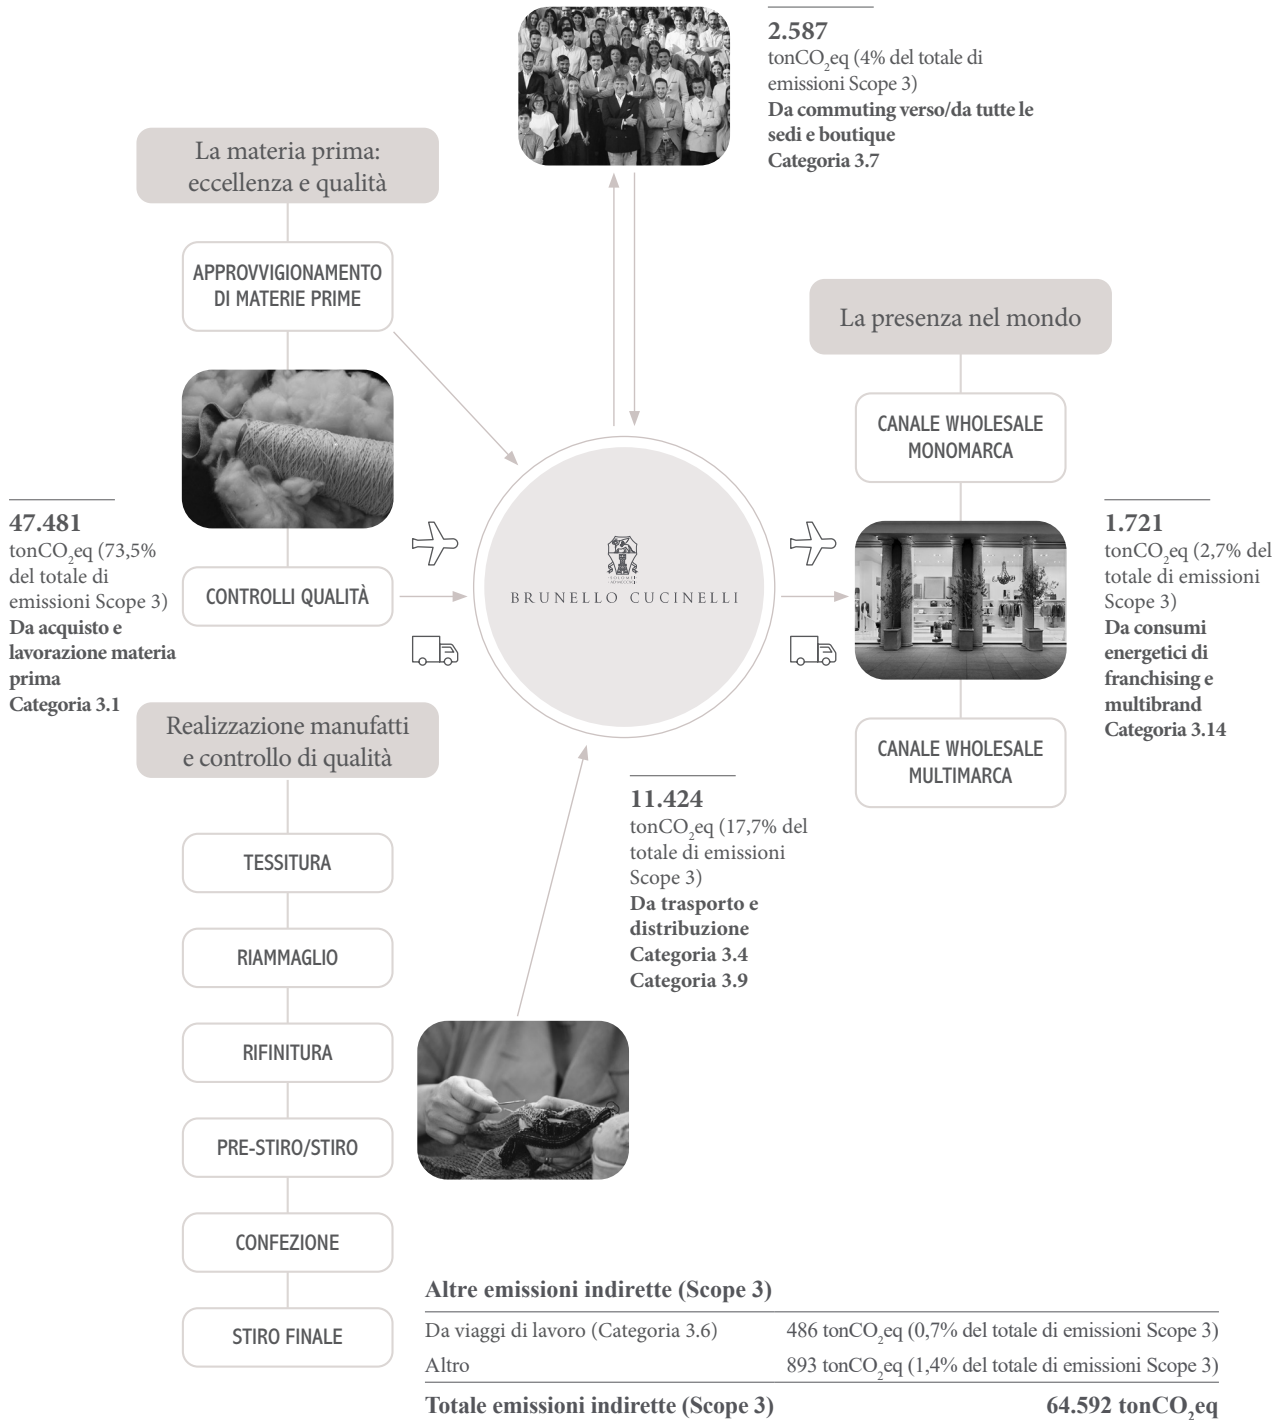 2.587
tonCO₂eq (4% del totale di
emissioni Scope 3)
Da commuting verso/da tutte le
sedi e boutique
Categoria 3.7
La materia prima:
eccellenza e qualità
APPROVVIGIONAMENTO
DI MATERIE PRIME
47.481
tonCO₂eq (73,5%
del totale di
emissioni Scope 3)
Da acquisto e
lavorazione materia
prima
Categoria 3.1
CONTROLLI QUALITÀ
BRUNELLO CUCINELLI
La presenza nel mondo
CANALE WHOLESALE
MONOMARCA
1.721
tonCO₂eq (2,7% del
totale di emissioni
Scope 3)
Da consumi
energetici di
franchising e
multibrand
Categoria 3.14
CANALE WHOLESALE
MULTIMARCA
Realizzazione manufatti
e controllo di qualità
TESSITURA
RIAMMAGLIO
RIFINITURA
PRE-STIRO/STIRO
CONFEZIONE
STIRO FINALE
11.424
tonCO₂eq (17,7% del
totale di emissioni
Scope 3)
Da trasporto e
distribuzione
Categoria 3.4
Categoria 3.9
Altre emissioni indirette (Scope 3)
Da viaggi di lavoro (Categoria 3.6) 486 tonCO₂eq (0,7% del totale di emissioni Scope 3)
Altro 893 tonCO₂eq (1,4% del totale di emissioni Scope 3)
Totale emissioni indirette (Scope 3) 64.592 tonCO₂eq